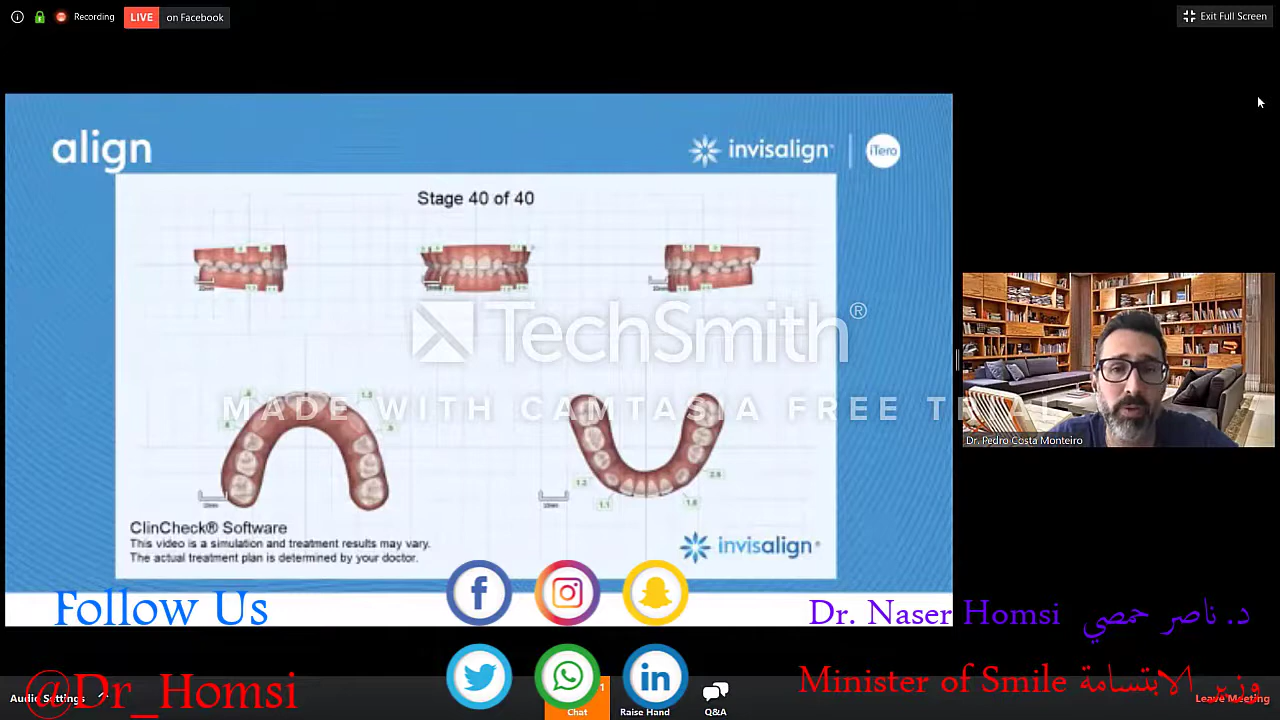 Recording
LIVE on Facebook
Exit Full Screen
align
invisalign
iTero
Stage 40 of 40
TechSmith®
MADE WITH CAMTASIA FREE TRIAL
Dr. Pedro Costa Monteiro
ClinCheck® Software
This video is a simulation and treatment results may vary.
The actual treatment plan is determined by your doctor.
invisalign
Follow Us
Dr. Naser Homsi د. ناصر حمصي
@Dr_Homsi
Minister of Smile وزير الابتسامة
Audio Settings
Chat
Raise Hand
Q&A
Leave Meeting